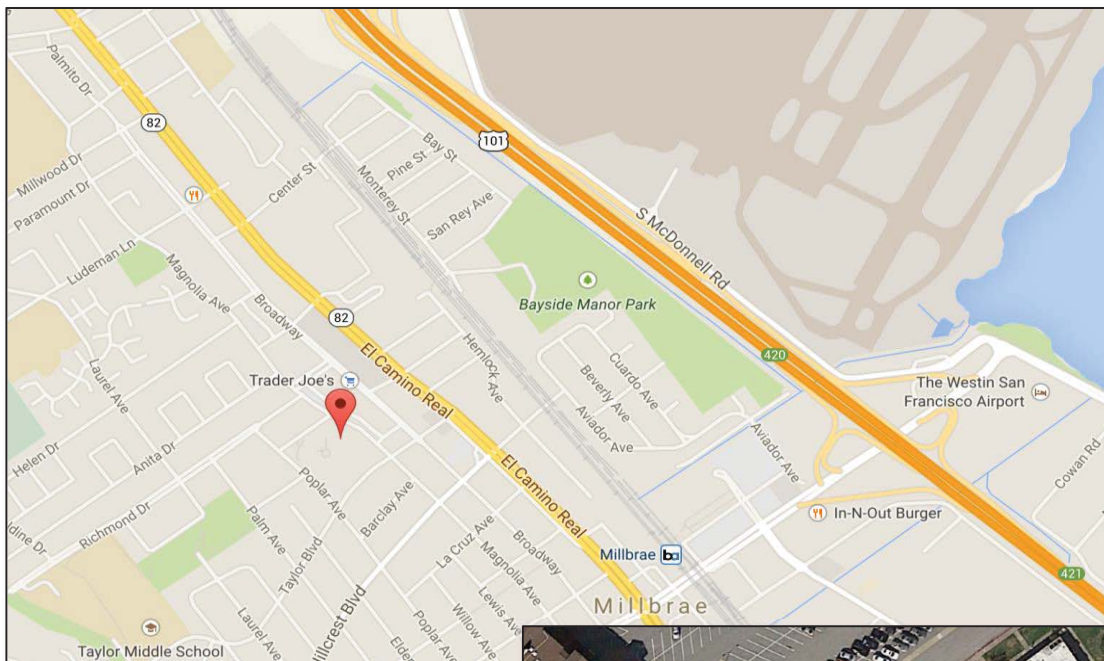 Palmito Dr
82
Millwood Dr
Paramount Dr
Ludeman Ln
Magnolia Ave
Broadway
Center St
Monterey St
Pine St
Bay St
San Rey Ave
101
S McDonnell Rd
Bayside Manor Park
82
El Camino Real
Hemlock Ave
Trader Joe's
Laurel Ave
Helen Dr
Anita Dr
Richmond Dr
Cuardo Ave
Beverly Ave
Aviador Ave
420
The Westin San
Francisco Airport
Aviador Ave
Cowan Rd
In-N-Out Burger
421
El Camino Real
Poplar Ave
Barclay Ave
Palm Ave
Taylor Blvd
La Cruz Ave
Broadway
Magnolia Ave
Lewis Ave
Willow Ave
Poplar Ave
Millbrae
ba
Millbrae
dine Dr
Laurel Ave
Hillcrest Blvd
Elder
Taylor Middle School